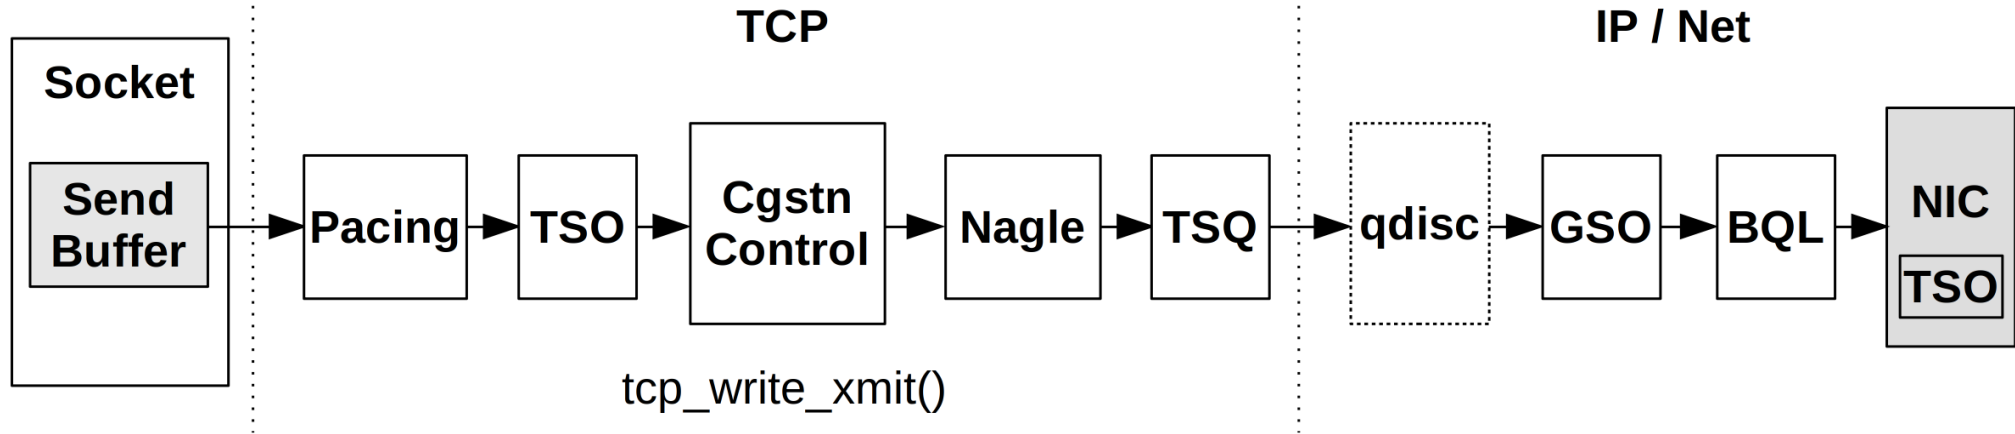 TCP
IP / Net
Socket
Send
Buffer
Pacing
TSO
Cgstn
Control
Nagle
TSQ
qdisc
GSO
BQL
NIC
TSO
tcp_write_xmit()